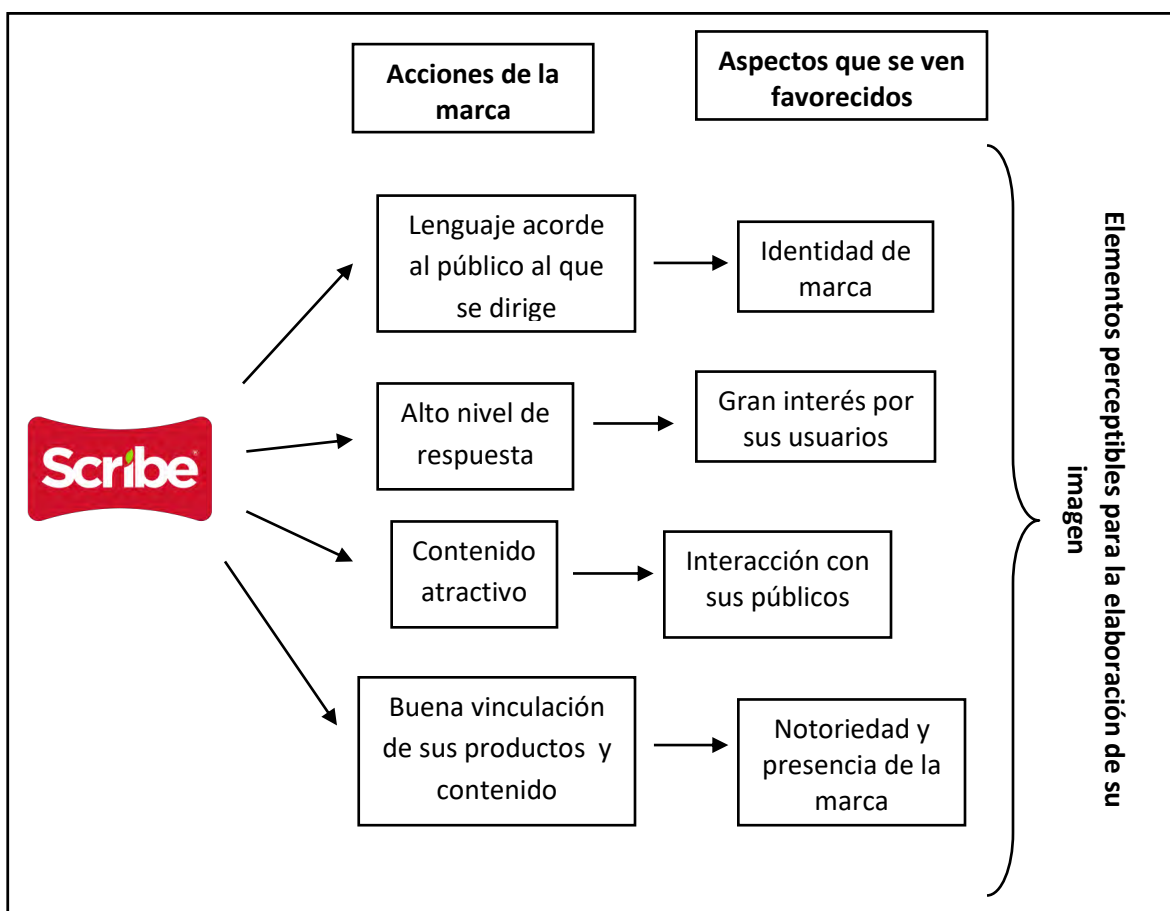 Acciones de la
marca
Aspectos que se ven
favorecidos
Lenguaje acorde
al público al que
se dirige
Identidad de
marca
Alto nivel de
respuesta
Gran interés por
sus usuarios
Scribe
Contenido
atractivo
Interacción con
sus públicos
Buena vinculación
de sus productos y
contenido
Notoriedad y
presencia de la
marca
Elementos perceptibles para la elaboración de su
imagen